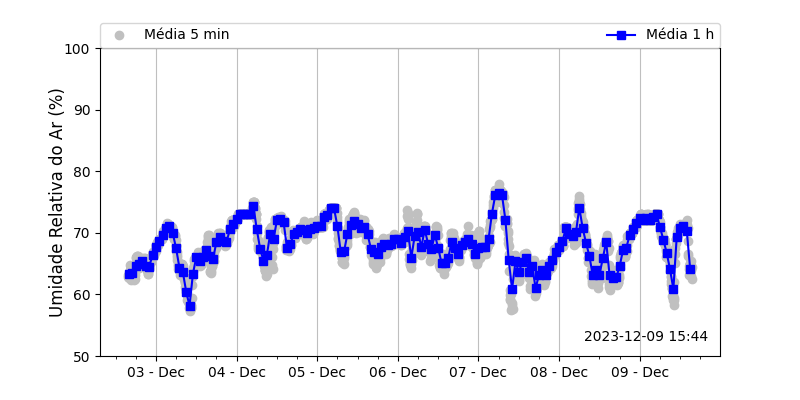 Média 5 min
Média 1 h
Umidade Relativa do Ar (%)
100
90
80
70
60
50
2023-12-09 15:44
03 - Dec
04 - Dec
05 - Dec
06 - Dec
07 - Dec
08 - Dec
09 - Dec